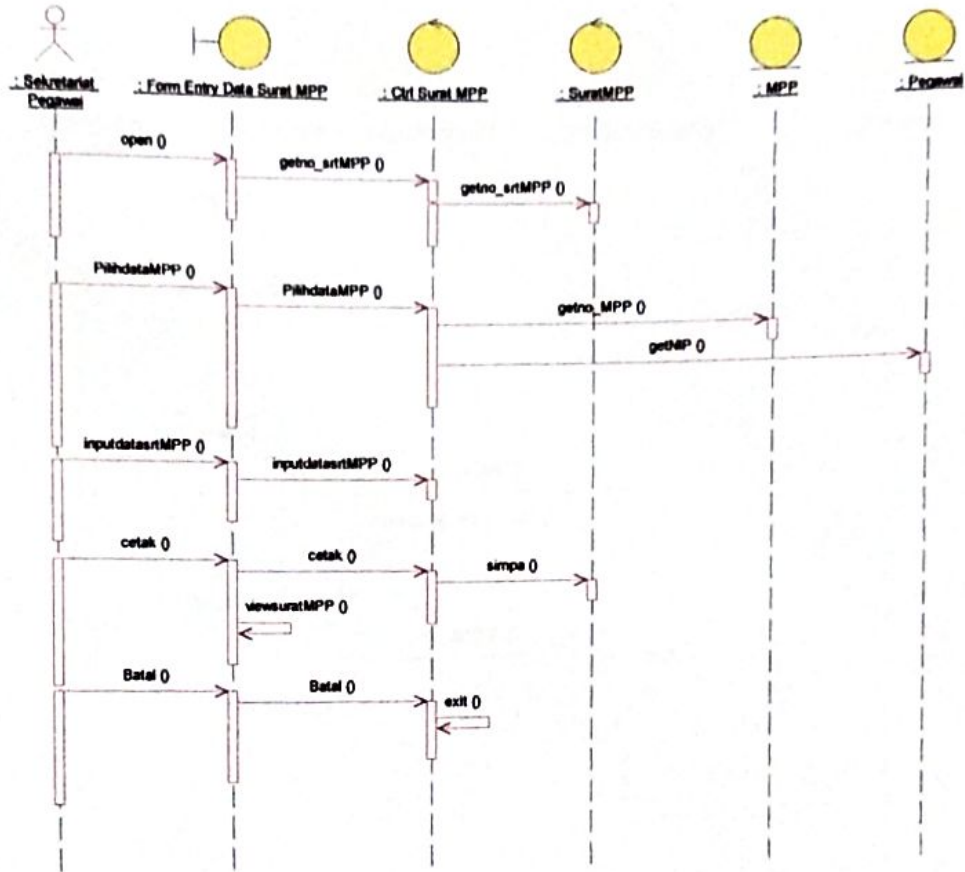 : Sekretariat
Pegawai
: Form Entry Data Surat MPP
: Ctrl Surat MPP
: SuratMPP
: MPP
: Pegawai
open ()
getno_srtMPP ()
getno_srtMPP ()
PilihdataMPP ()
PilihdataMPP ()
getno_MPP ()
getNIP ()
inputdatasrtMPP ()
inputdatasrtMPP ()
cetak ()
cetak ()
simpa ()
viewsuratMPP ()
Batal ()
Batal ()
exit ()